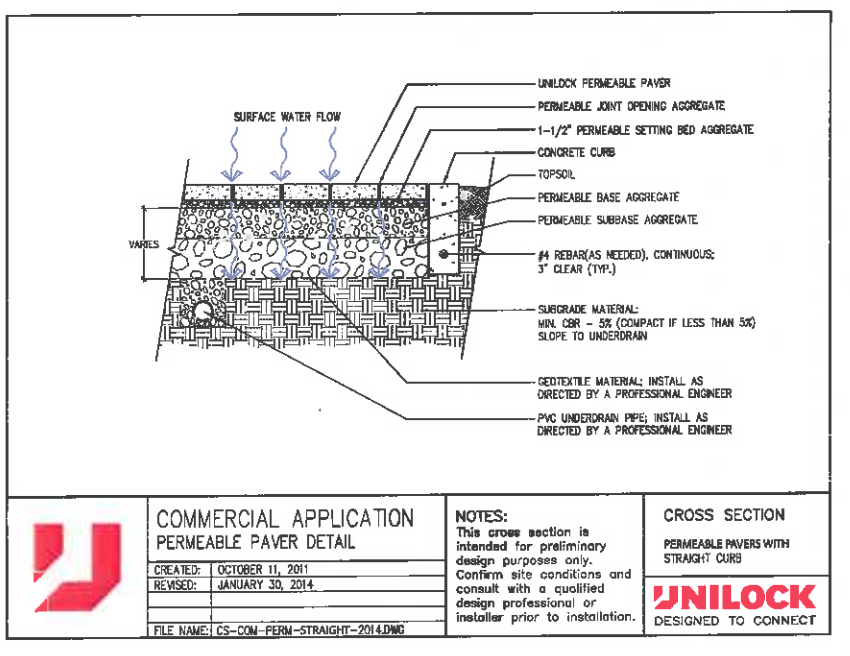 UNILOCK PERMEABLE PAVER
PERMEABLE JOINT OPENING AGGREGATE
SURFACE WATER FLOW
1-1/2" PERMEABLE SETTING BED AGGREGATE
CONCRETE CURB
TOPSOIL
PERMEABLE BASE AGGREGATE
PERMEABLE SUBBASE AGGREGATE
VARIES
#4 REBAR(AS NEEDED), CONTINUOUS;
3" CLEAR (TYP.)
SUBGRADE MATERIAL:
MIN. CBR - 5% (COMPACT IF LESS THAN 5%)
SLOPE TO UNDERDRAIN
GEOTEXTILE MATERIAL; INSTALL AS
DIRECTED BY A PROFESSIONAL ENGINEER
PVC UNDERDRAIN PIPE; INSTALL AS
DIRECTED BY A PROFESSIONAL ENGINEER
COMMERCIAL APPLICATION
PERMEABLE PAVER DETAIL
CREATED: OCTOBER 11, 2011
REVISED: JANUARY 30, 2014
FILE NAME: CS-COM-PERM-STRAIGHT-2014.DWG
NOTES:
This cross section is
intended for preliminary
design purposes only.
Confirm site conditions and
consult with a qualified
design professional or
installer prior to installation.
CROSS SECTION
PERMEABLE PAVERS WITH
STRAIGHT CURB
UNILOCK
DESIGNED TO CONNECT